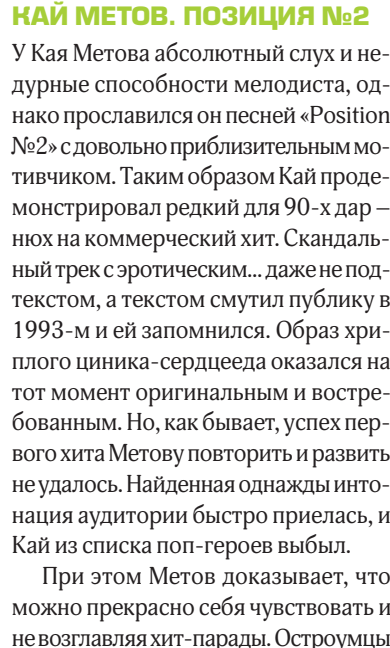 КАЙ МЕТОВ. ПОЗИЦИЯ №2
У Кая Метова абсолютный слух и не-
дурные способности мелодиста, од-
нако прославился он песней «Position
№2» с довольно приблизительным мо-
тивчиком. Таким образом Кай проде-
монстрировал редкий для 90-х дар –
нюх на коммерческий хит. Скандаль-
ный трек с эротическим... даже не под-
текстом, а текстом смутил публику в
1993-м и ей запомнился. Образ хри-
плого циника-сердцееда оказался на
тот момент оригинальным и востре-
бованным. Но, как бывает, успех пер-
вого хита Метову повторить и развить
не удалось. Найденная однажды инто-
нация аудитории быстро приелась, и
Кай из списка поп-героев выбыл.
При этом Метов доказывает, что
можно прекрасно себя чувствовать и
не возглавляя хит-парады. Остроумцы